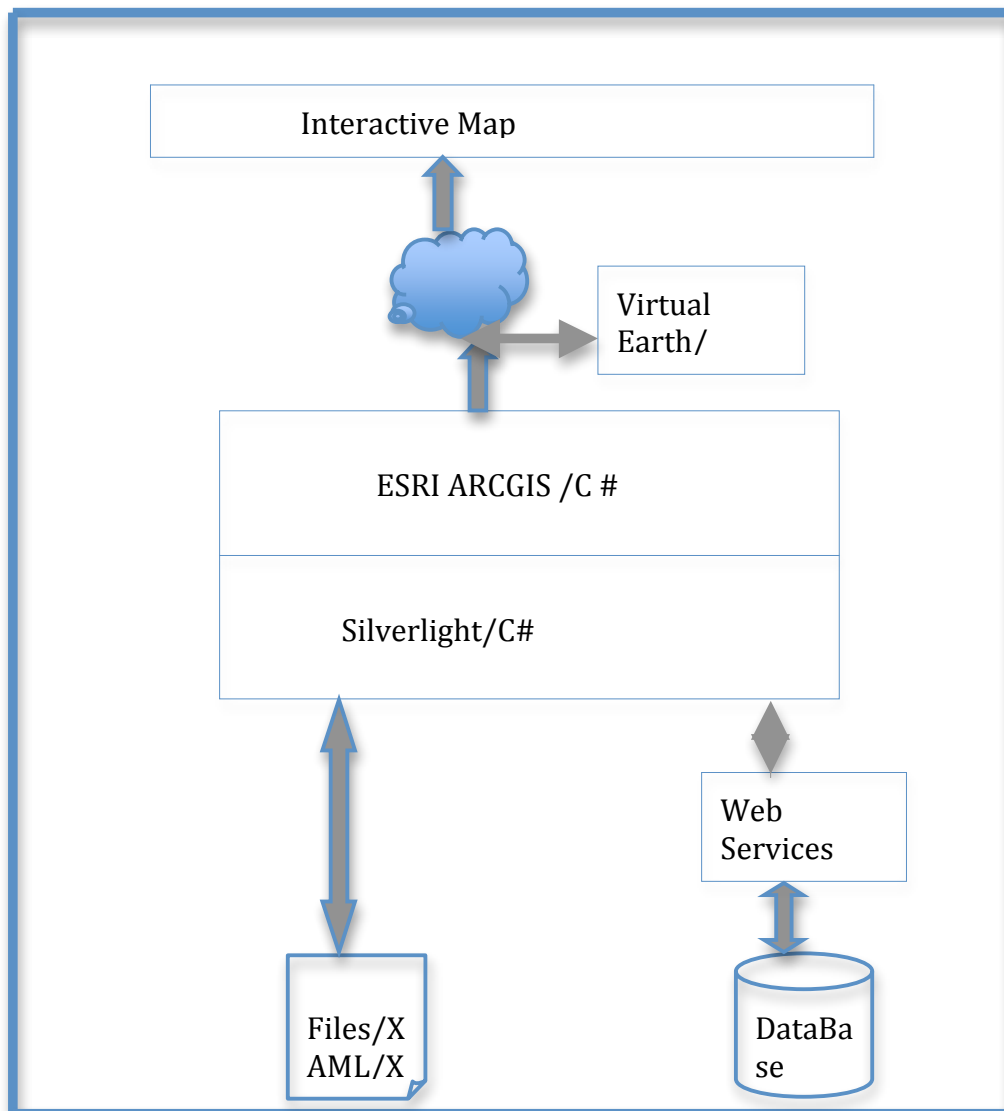 Interactive Map
Virtual
Earth/
ESRI ARCGIS /C #
Silverlight/C#
Web
Services
Files/X
AML/X
DataBa
se